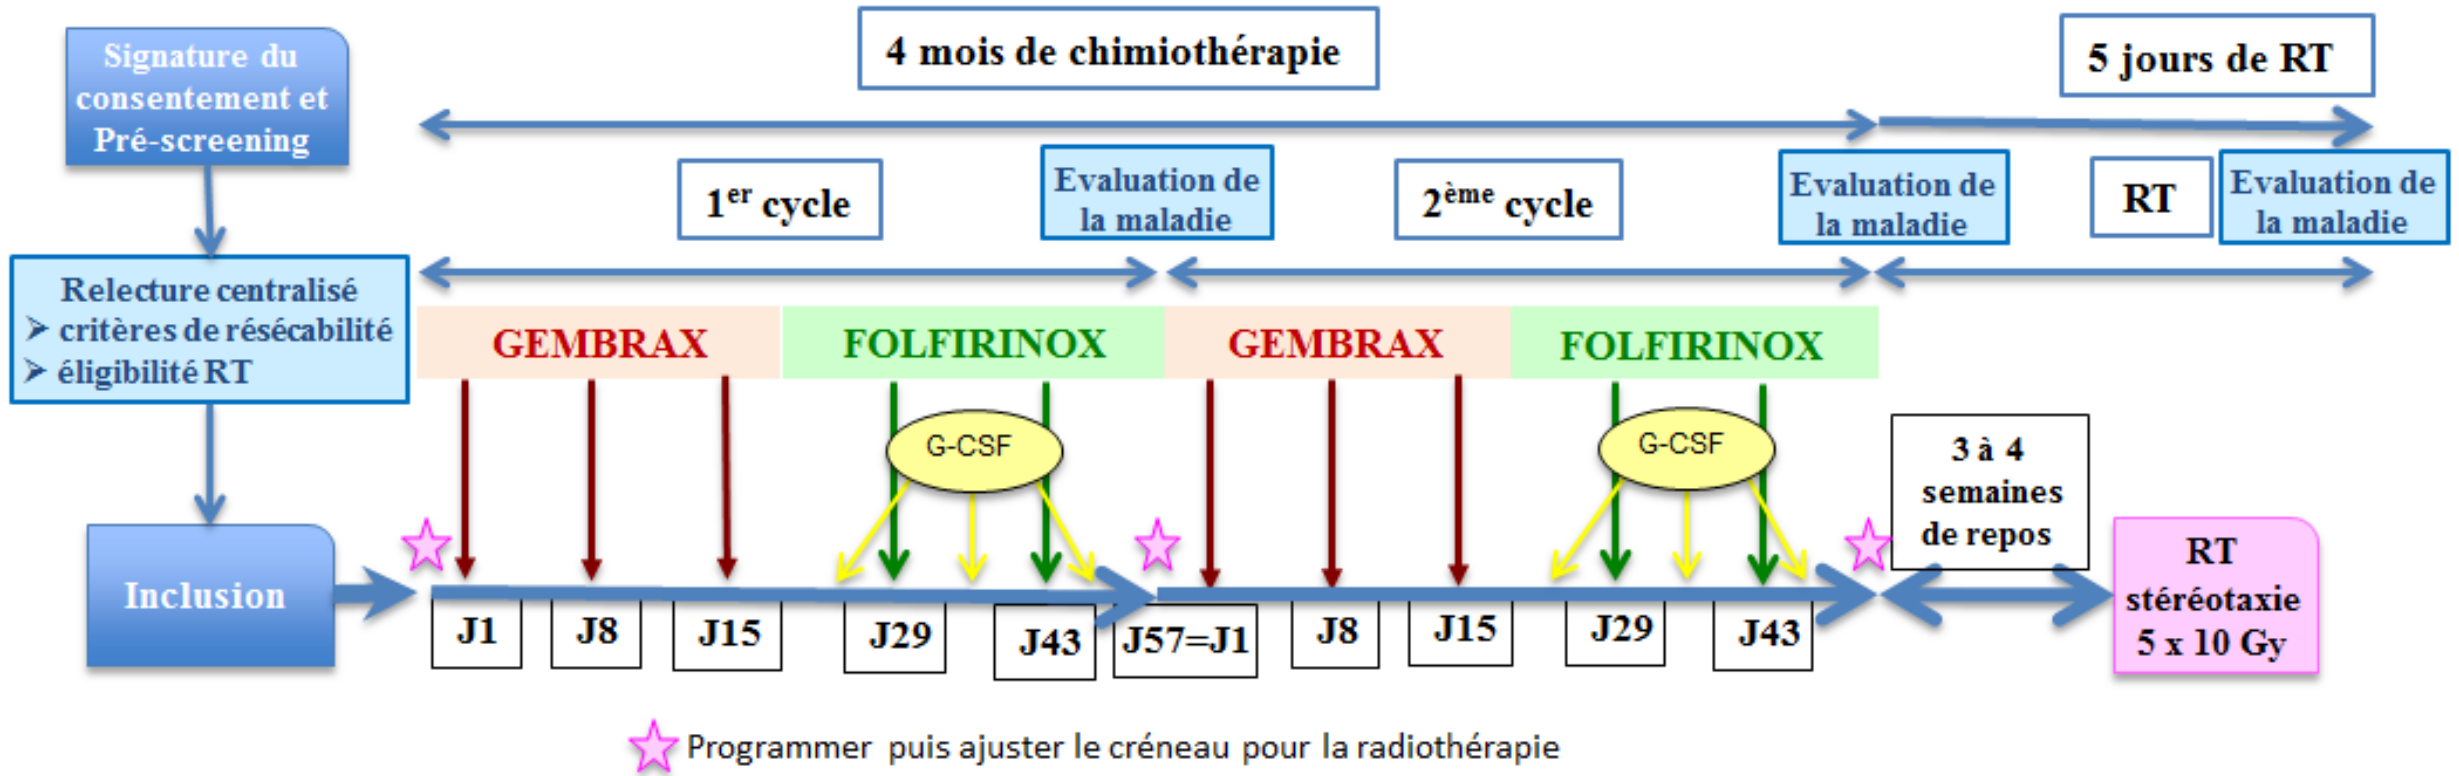 Signature du
consentement et
Pré-screening
4 mois de chimiothérapie
5 jours de RT
1er cycle
Evaluation de
la maladie
2ème cycle
Evaluation de
la maladie
RT
Evaluation de
la maladie
Relecture centralisé
➢ critères de résécabilité
➢ éligibilité RT
GEMBRAX
FOLFIRINOX
GEMBRAX
FOLFIRINOX
G-CSF
G-CSF
3 à 4
semaines
de repos
Inclusion
J1
J8
J15
J29
J43
J57=J1
J8
J15
J29
J43
RT
stéréotaxie
5 x 10 Gy
Programmer puis ajuster le créneau pour la radiothérapie